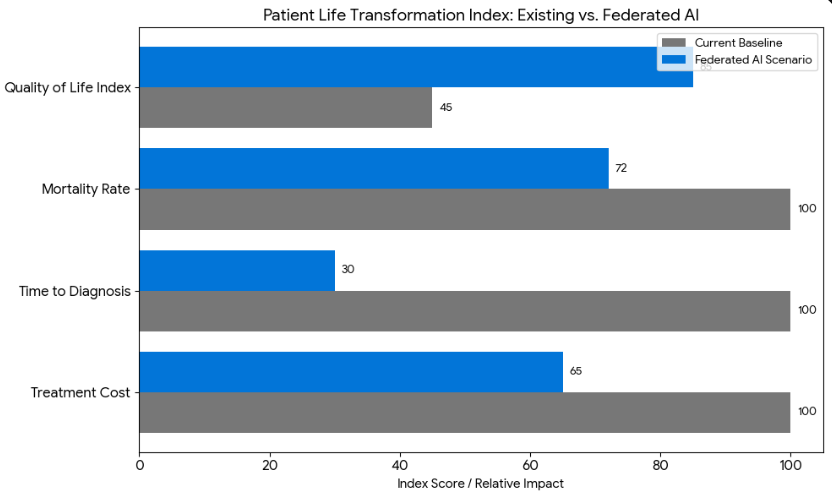 Patient Life Transformation Index: Existing vs. Federated AI
Current Baseline
Federated AI Scenario
85
Quality of Life Index
45
72
Mortality Rate
100
30
Time to Diagnosis
100
65
Treatment Cost
100
0 20 40 60 80 100
Index Score / Relative Impact